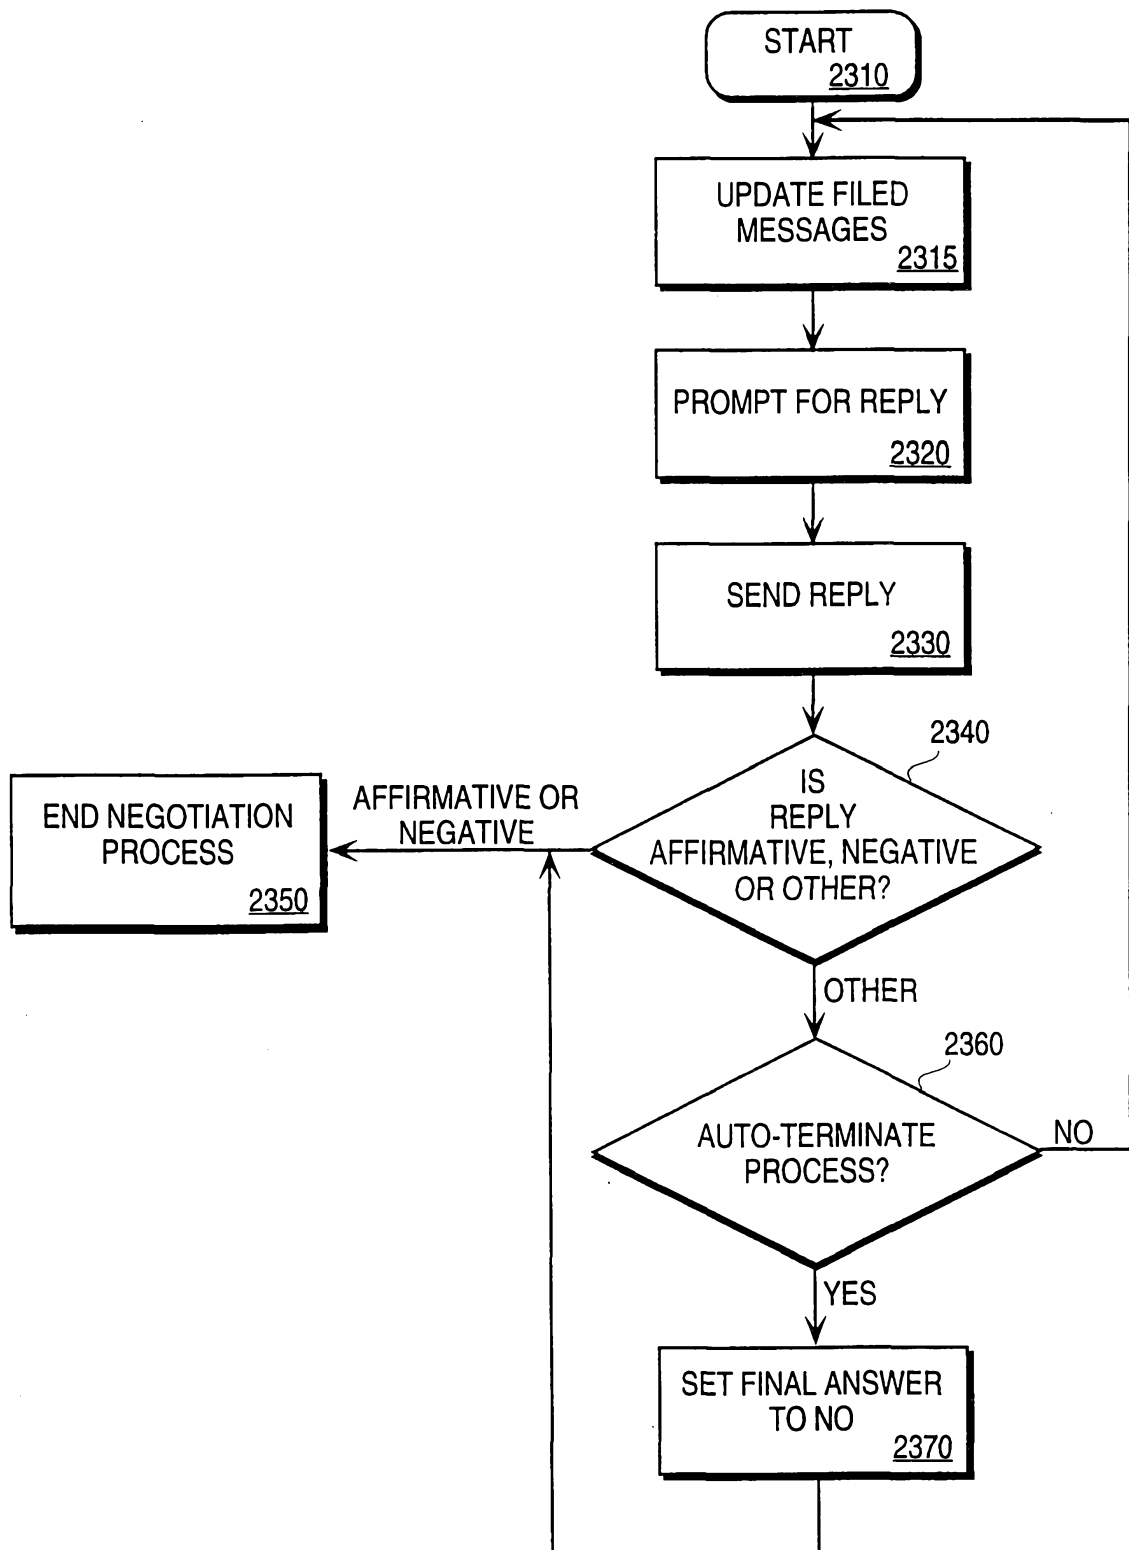 START
2310
UPDATE FILED
MESSAGES
2315
PROMPT FOR REPLY
2320
SEND REPLY
2330
2340
IS
REPLY
AFFIRMATIVE, NEGATIVE
OR OTHER?
AFFIRMATIVE OR
NEGATIVE
END NEGOTIATION
PROCESS
2350
OTHER
2360
AUTO-TERMINATE
PROCESS?
NO
YES
SET FINAL ANSWER
TO NO
2370